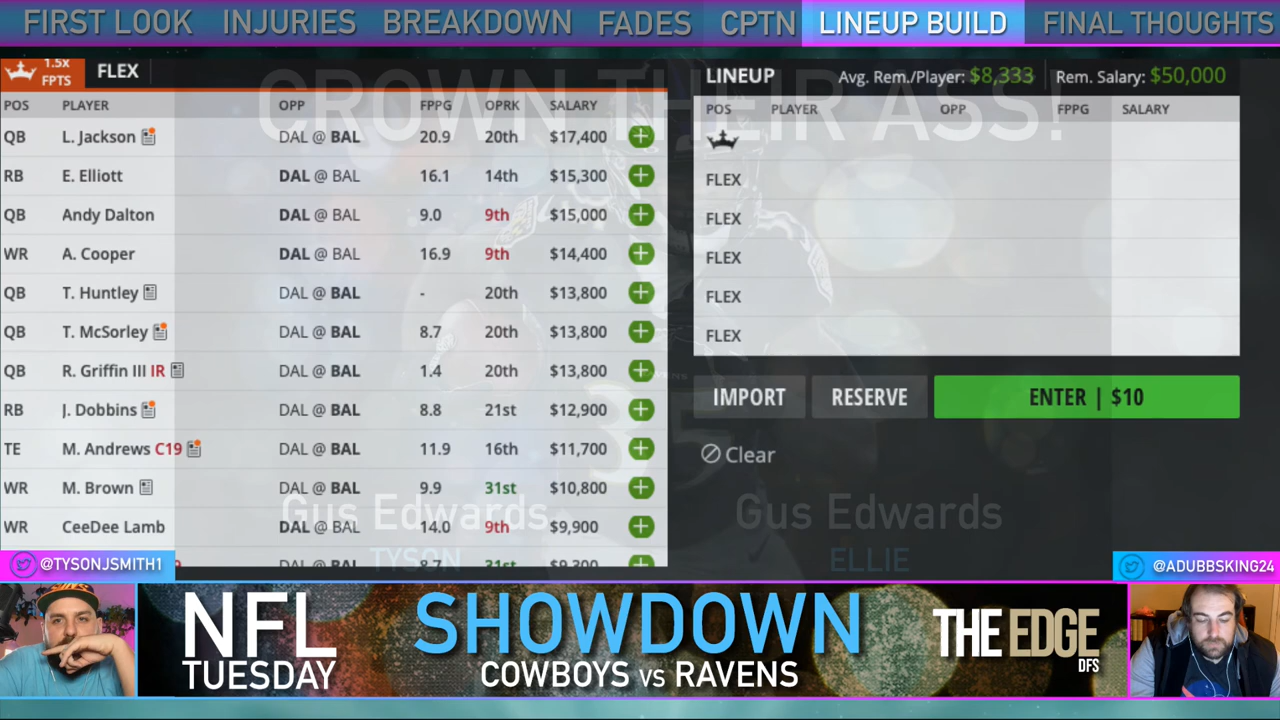 FIRST LOOK INJURIES BREAKDOWN FADES CPTN LINEUP BUILD FINAL THOUGHTS
CROWN THEIR ASS!
1.5x
FPTS
FLEX
POS PLAYER OPP FPPG OPRK SALARY
QB L. Jackson DAL @ BAL 20.9 20th $17,400
RB E. Elliott DAL @ BAL 16.1 14th $15,300
QB Andy Dalton DAL @ BAL 9.0 9th $15,000
WR A. Cooper DAL @ BAL 16.9 9th $14,400
QB T. Huntley DAL @ BAL - 20th $13,800
QB T. McSorley DAL @ BAL 8.7 20th $13,800
QB R. Griffin III IR DAL @ BAL 1.4 20th $13,800
RB J. Dobbins DAL @ BAL 8.8 21st $12,900
TE M. Andrews C19 DAL @ BAL 11.9 16th $11,700
WR M. Brown DAL @ BAL 9.9 31st $10,800
WR CeeDee Lamb DAL @ BAL 14.0 9th $9,900
LINEUP Avg. Rem./Player: $8,333 Rem. Salary: $50,000
POS PLAYER OPP FPPG SALARY
FLEX
FLEX
FLEX
FLEX
FLEX
IMPORT RESERVE ENTER | $10
Clear
Gus Edwards Gus Edwards
TYSON ELLIE
@TYSONJSMITH1
@ADUBBSKING24
NFL
TUESDAY
SHOWDOWN
COWBOYS VS RAVENS
THE EDGE
DFS